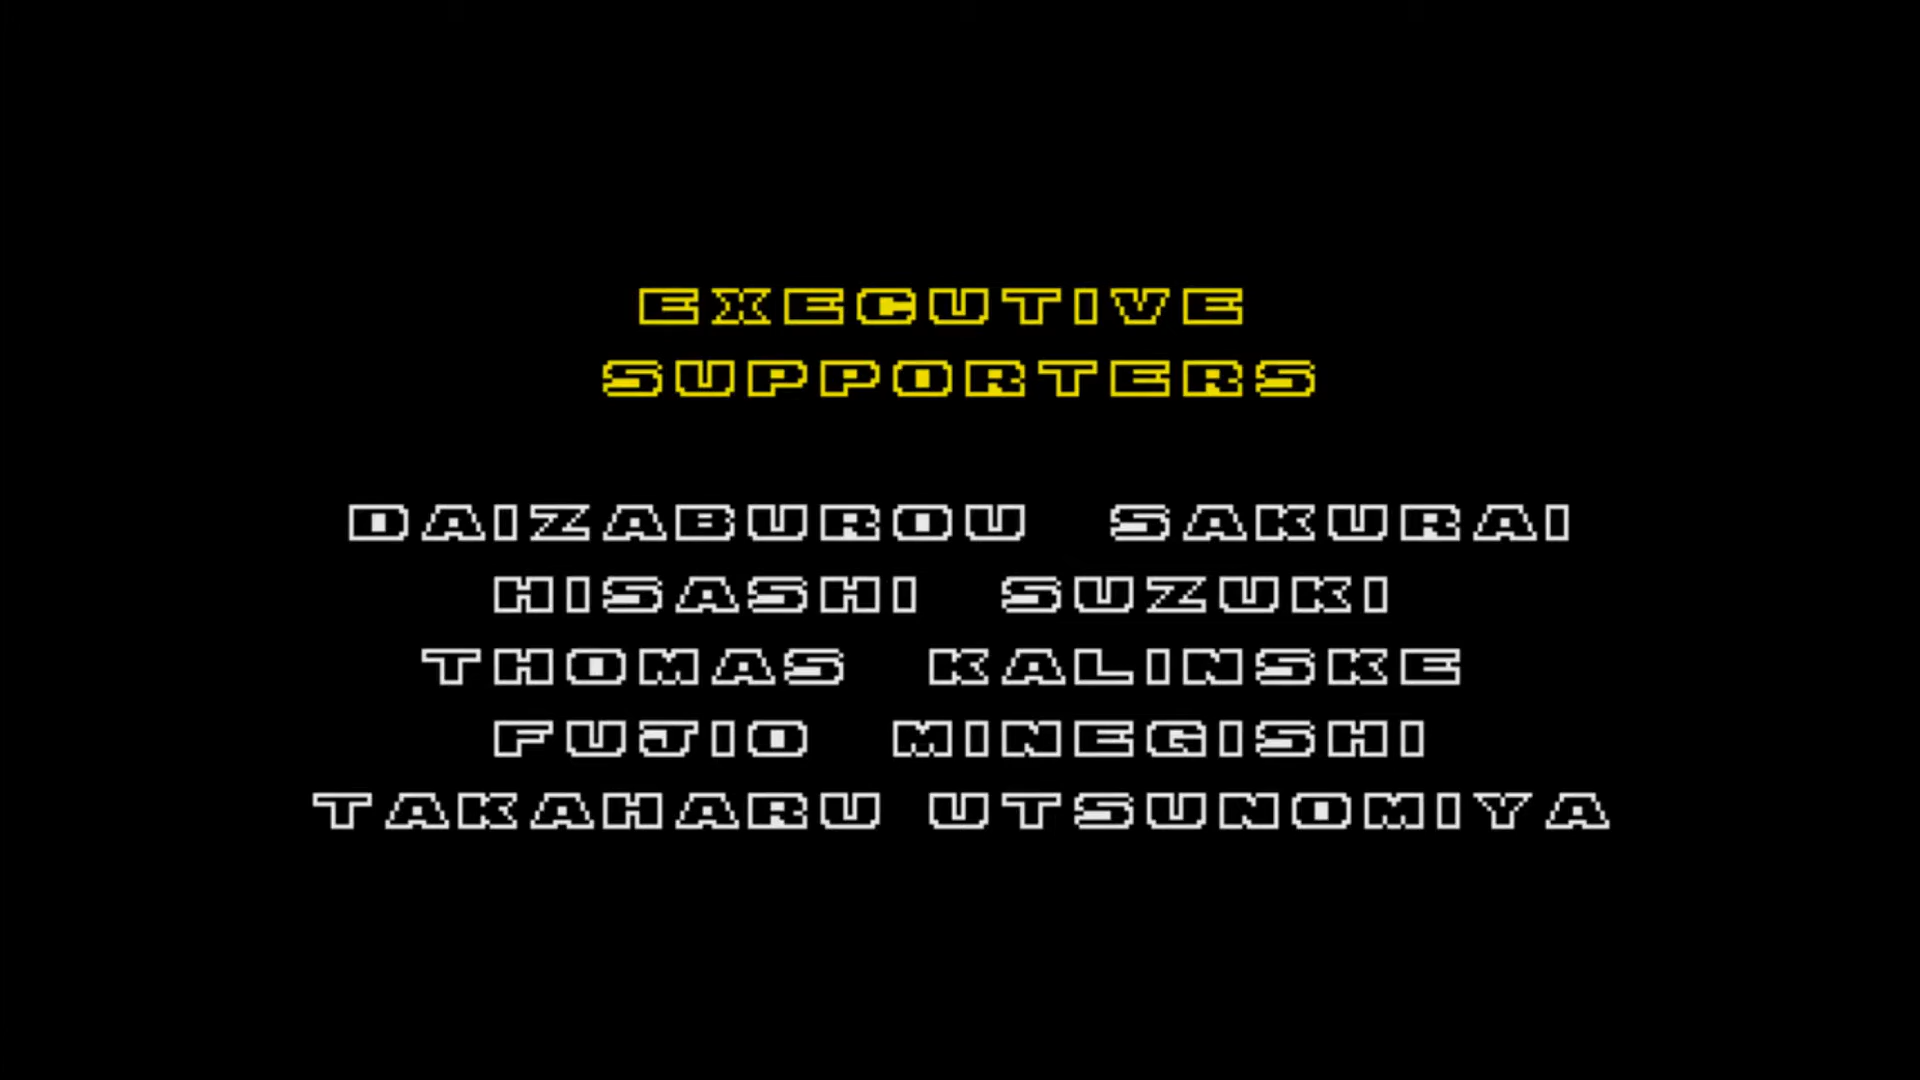 EXECUTIVE
SUPPORTERS
DAIZABUROU SAKURAI
HISASHI SUZUKI
THOMAS KALINSKE
FUJIO MINEGISHI
TAKAHARU UTSUNOMIYA